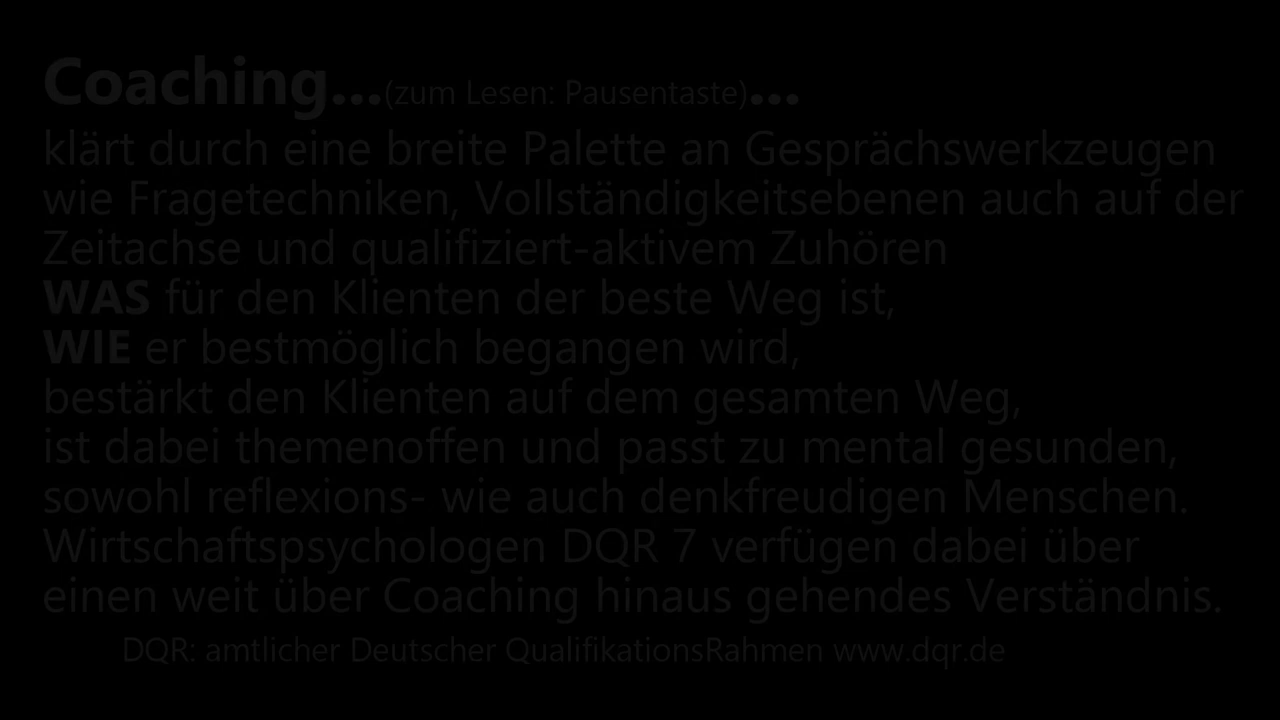 Coaching...(zum Lesen: Pausentaste)...
klärt durch eine breite Palette an Gesprächswerkzeugen
wie Fragetechniken, Vollständigkeitsebenen auch auf der
Zeitachse und qualifiziert-aktivem Zuhören
WAS für den Klienten der beste Weg ist,
WIE er bestmöglich begangen wird,
bestärkt den Klienten auf dem gesamten Weg,
ist dabei themenoffen und passt zu mental gesunden,
sowohl reflexions- wie auch denkfreudigen Menschen.
Wirtschaftspsychologen DQR 7 verfügen dabei über
einen weit über Coaching hinaus gehendes Verständnis.
DQR: amtlicher Deutscher QualifikationsRahmen www.dqr.de